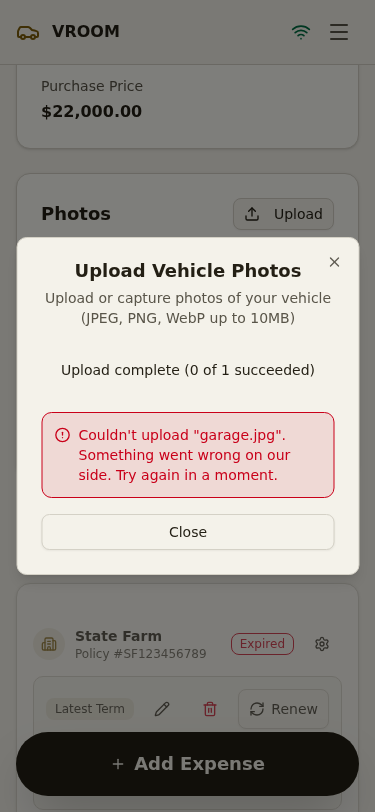 VROOM
Purchase Price
$22,000.00
Photos
Upload
Upload Vehicle Photos
Upload or capture photos of your vehicle
(JPEG, PNG, WebP up to 10MB)
Upload complete (0 of 1 succeeded)
Couldn't upload "garage.jpg".
Something went wrong on our
side. Try again in a moment.
Close
State Farm
Policy #SF123456789
Expired
Latest Term
Renew
+ Add Expense